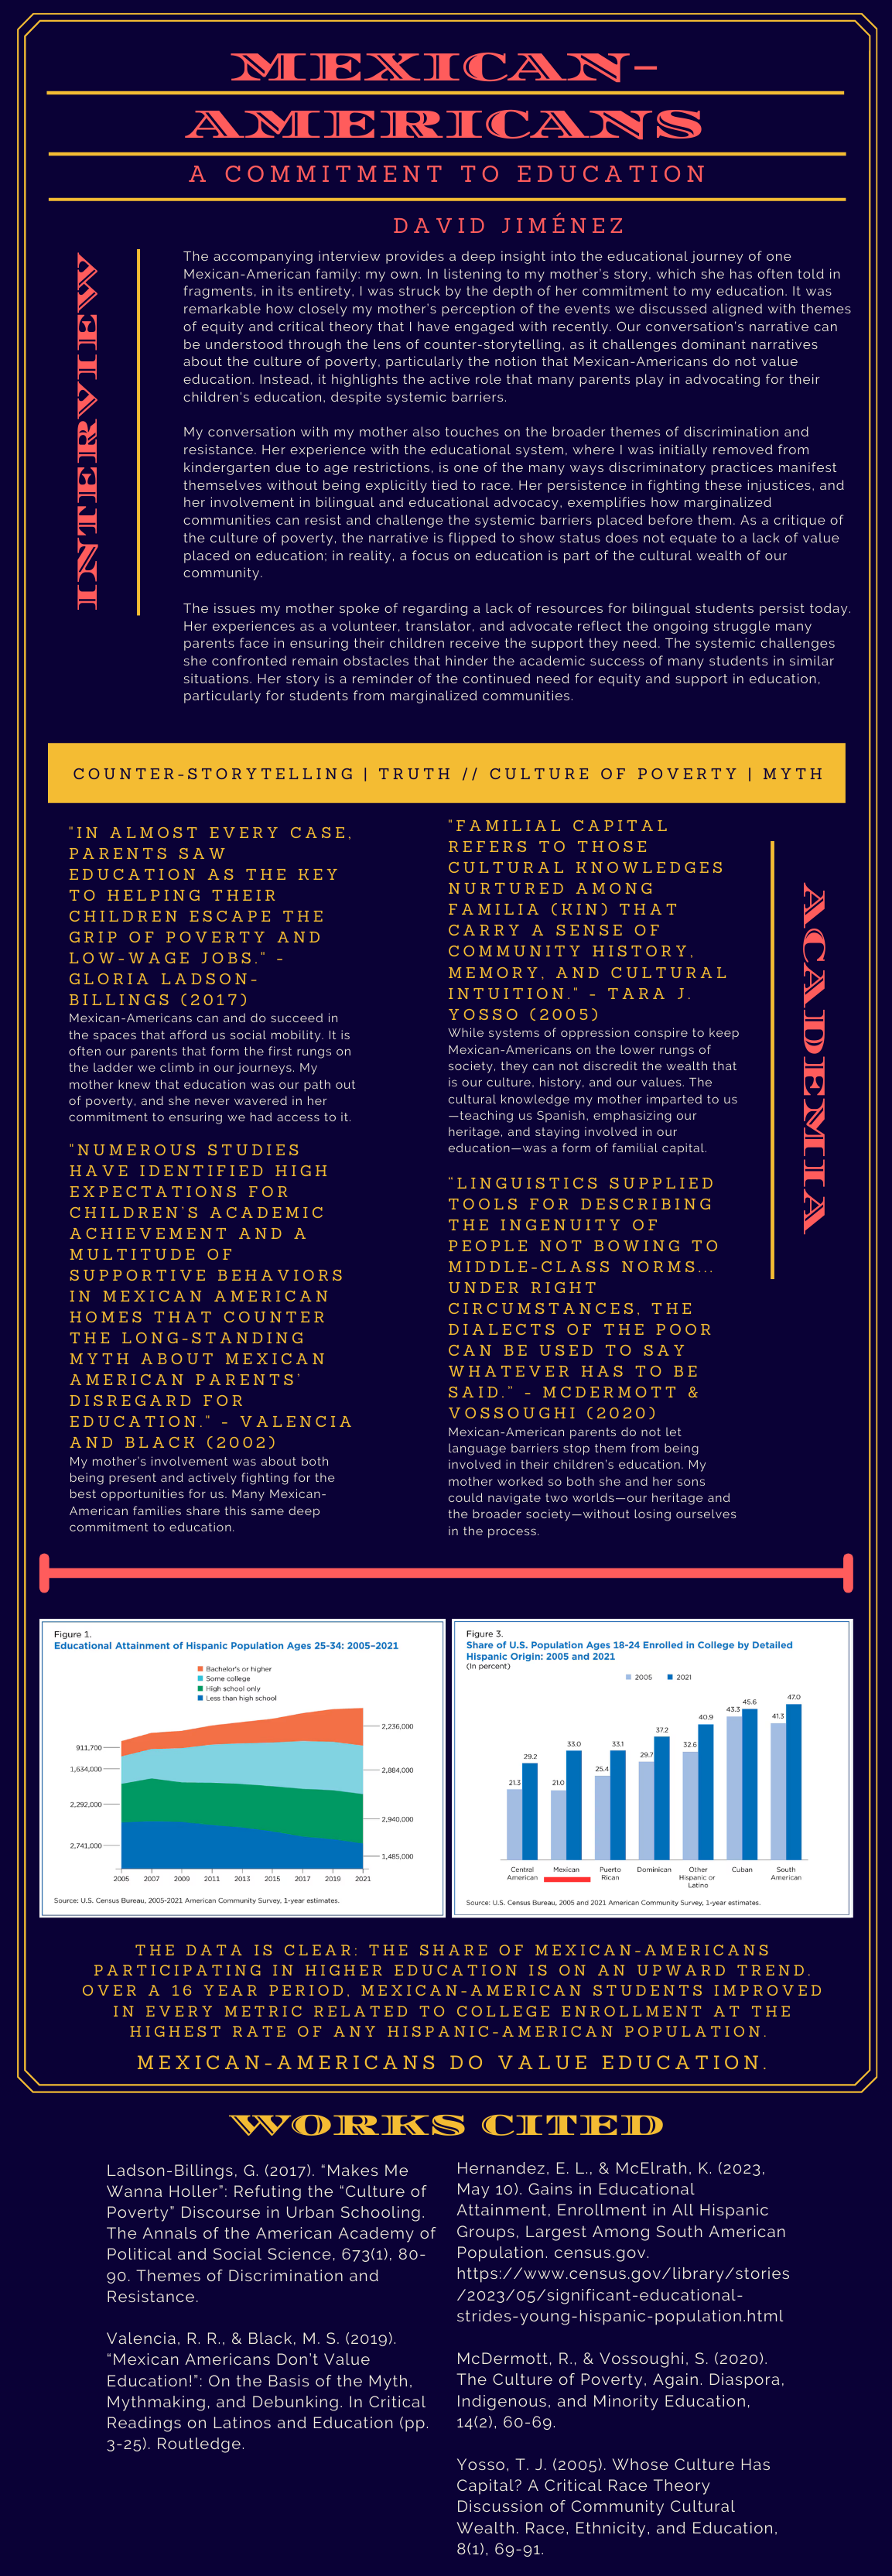 MEXICAN-
AMERICANS
A COMMITMENT TO EDUCATION
DAVID JIMÉNEZ
INTERVIEW
The accompanying interview provides a deep insight into the educational journey of one
Mexican-American family: my own. In listening to my mother's story, which she has often told in
fragments, in its entirety, I was struck by the depth of her commitment to my education. It was
remarkable how closely my mother's perception of the events we discussed aligned with themes
of equity and critical theory that I have engaged with recently. Our conversation's narrative can
be understood through the lens of counter-storytelling, as it challenges dominant narratives
about the culture of poverty, particularly the notion that Mexican-Americans do not value
education. Instead, it highlights the active role that many parents play in advocating for their
children's education, despite systemic barriers.
My conversation with my mother also touches on the broader themes of discrimination and
resistance. Her experience with the educational system, where I was initially removed from
kindergarten due to age restrictions, is one of the many ways discriminatory practices manifest
themselves without being explicitly tied to race. Her persistence in fighting these injustices, and
her involvement in bilingual and educational advocacy, exemplifies how marginalized
communities can resist and challenge the systemic barriers placed before them. As a critique of
the culture of poverty, the narrative is flipped to show status does not equate to a lack of value
placed on education; in reality, a focus on education is part of the cultural wealth of our
community.
The issues my mother spoke of regarding a lack of resources for bilingual students persist today.
Her experiences as a volunteer, translator, and advocate reflect the ongoing struggle many
parents face in ensuring their children receive the support they need. The systemic challenges
she confronted remain obstacles that hinder the academic success of many students in similar
situations. Her story is a reminder of the continued need for equity and support in education,
particularly for students from marginalized communities.
COUNTER-STORYTELLING | TRUTH // CULTURE OF POVERTY | MYTH
"IN ALMOST EVERY CASE,
PARENTS SAW
EDUCATION AS THE KEY
TO HELPING THEIR
CHILDREN ESCAPE THE
GRIP OF POVERTY AND
LOW-WAGE JOBS." -
GLORIA LADSON-
BILLINGS (2017)
Mexican-Americans can and do succeed in
the spaces that afford us social mobility. It is
often our parents that form the first rungs on
the ladder we climb in our journeys. My
mother knew that education was our path out
of poverty, and she never wavered in her
commitment to ensuring we had access to it.
"NUMEROUS STUDIES
HAVE IDENTIFIED HIGH
EXPECTATIONS FOR
CHILDREN'S ACADEMIC
ACHIEVEMENT AND A
MULTITUDE OF
SUPPORTIVE BEHAVIORS
IN MEXICAN AMERICAN
HOMES THAT COUNTER
THE LONG-STANDING
MYTH ABOUT MEXICAN
AMERICAN PARENTS'
DISREGARD FOR
EDUCATION." - VALENCIA
AND BLACK (2002)
My mother's involvement was about both
being present and actively fighting for the
best opportunities for us. Many Mexican-
American families share this same deep
commitment to education.
"FAMILIAL CAPITAL
REFERS TO THOSE
CULTURAL KNOWLEDGES
NURTURED AMONG
FAMILIA (KIN) THAT
CARRY A SENSE OF
COMMUNITY HISTORY,
MEMORY, AND CULTURAL
INTUITION." - TARA J.
YOSSO (2005)
While systems of oppression conspire to keep
Mexican-Americans on the lower rungs of
society, they can not discredit the wealth that
is our culture, history, and our values. The
cultural knowledge my mother imparted to us
—teaching us Spanish, emphasizing our
heritage, and staying involved in our
education—was a form of familial capital.
"LINGUISTICS SUPPLIED
TOOLS FOR DESCRIBING
THE INGENUITY OF
PEOPLE NOT BOWING TO
MIDDLE-CLASS NORMS...
UNDER RIGHT
CIRCUMSTANCES, THE
DIALECTS OF THE POOR
CAN BE USED TO SAY
WHATEVER HAS TO BE
SAID." - MCDERMOTT &
VOSSOUGHI (2020)
Mexican-American parents do not let
language barriers stop them from being
involved in their children's education. My
mother worked so both she and her sons
could navigate two worlds—our heritage and
the broader society—without losing ourselves
in the process.
ACADEMIA
Figure 1.
Educational Attainment of Hispanic Population Ages 25-34: 2005–2021
Bachelor's or higher
Some college
High school only
Less than high school
911,700
1,634,000
2,292,000
2,741,000
2,236,000
2,884,000
2,940,000
1,485,000
2005 2007 2009 2011 2013 2015 2017 2019 2021
Source: U.S. Census Bureau, 2005-2021 American Community Survey, 1-year estimates.
Figure 3.
Share of U.S. Population Ages 18-24 Enrolled in College by Detailed
Hispanic Origin: 2005 and 2021
(In percent)
2005 2021
21.3 29.2 21.0 33.0 25.4 33.1 29.7 37.2 32.6 40.9 43.3 45.6 41.3 47.0
Central American
Mexican
Puerto Rican
Dominican
Other Hispanic or Latino
Cuban
South American
Source: U.S. Census Bureau, 2005 and 2021 American Community Survey, 1-year estimates.
THE DATA IS CLEAR: THE SHARE OF MEXICAN-AMERICANS
PARTICIPATING IN HIGHER EDUCATION IS ON AN UPWARD TREND.
OVER A 16 YEAR PERIOD, MEXICAN-AMERICAN STUDENTS IMPROVED
IN EVERY METRIC RELATED TO COLLEGE ENROLLMENT AT THE
HIGHEST RATE OF ANY HISPANIC-AMERICAN POPULATION.
MEXICAN-AMERICANS DO VALUE EDUCATION.
WORKS CITED
Ladson-Billings, G. (2017). "Makes Me
Wanna Holler": Refuting the "Culture of
Poverty" Discourse in Urban Schooling.
The Annals of the American Academy of
Political and Social Science, 673(1), 80-
90. Themes of Discrimination and
Resistance.
Valencia, R. R., & Black, M. S. (2019).
"Mexican Americans Don't Value
Education!": On the Basis of the Myth,
Mythmaking, and Debunking. In Critical
Readings on Latinos and Education (pp.
3-25). Routledge.
Hernandez, E. L., & McElrath, K. (2023,
May 10). Gains in Educational
Attainment, Enrollment in All Hispanic
Groups, Largest Among South American
Population. census.gov.
https://www.census.gov/library/stories
/2023/05/significant-educational-
strides-young-hispanic-population.html
McDermott, R., & Vossoughi, S. (2020).
The Culture of Poverty, Again. Diaspora,
Indigenous, and Minority Education,
14(2), 60-69.
Yosso, T. J. (2005). Whose Culture Has
Capital? A Critical Race Theory
Discussion of Community Cultural
Wealth. Race, Ethnicity, and Education,
8(1), 69-91.